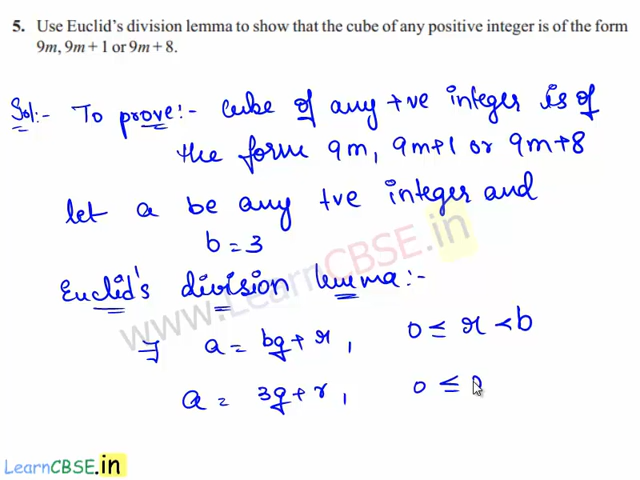 5. Use Euclid's division lemma to show that the cube of any positive integer is of the form
9m, 9m + 1 or 9m + 8.
Sol:- To prove:- Cube of any +ve integer is of
the form 9m, 9m+1 or 9m+8
let a be any +ve integer and
b = 3
Euclid's division lemma:-
∃ a = bq + r, 0 ≤ r < b
a = 3q + r, 0 ≤
www.LearnCBSE.in
LearnCBSE.in